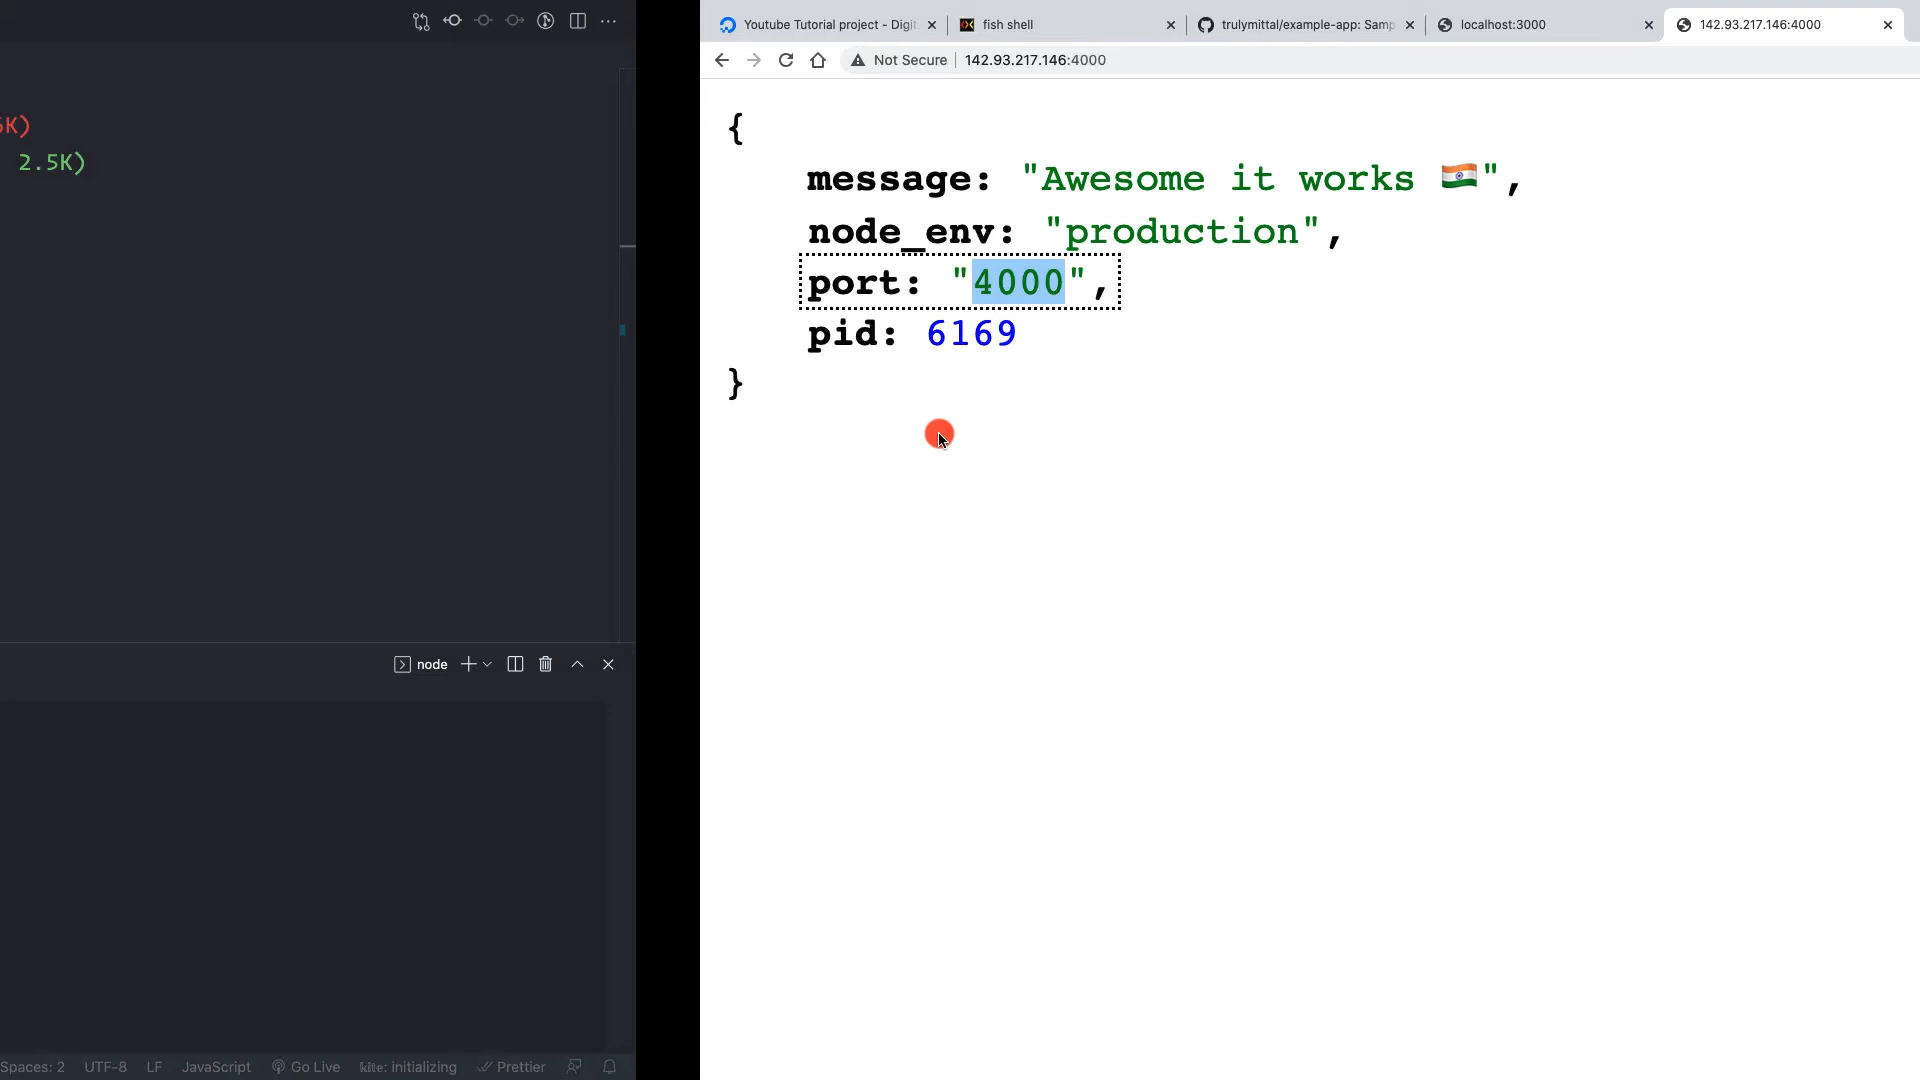 6K)
2.5K)
node
Spaces: 2 UTF-8 LF JavaScript Go Live kite: initializing Prettier
Youtube Tutorial project - Digit
fish shell
trulymittal/example-app: Samp
localhost:3000
142.93.217.146:4000
Not Secure 142.93.217.146:4000
{
message: "Awesome it works 🇮🇳",
node_env: "production",
port: "4000",
pid: 6169
}